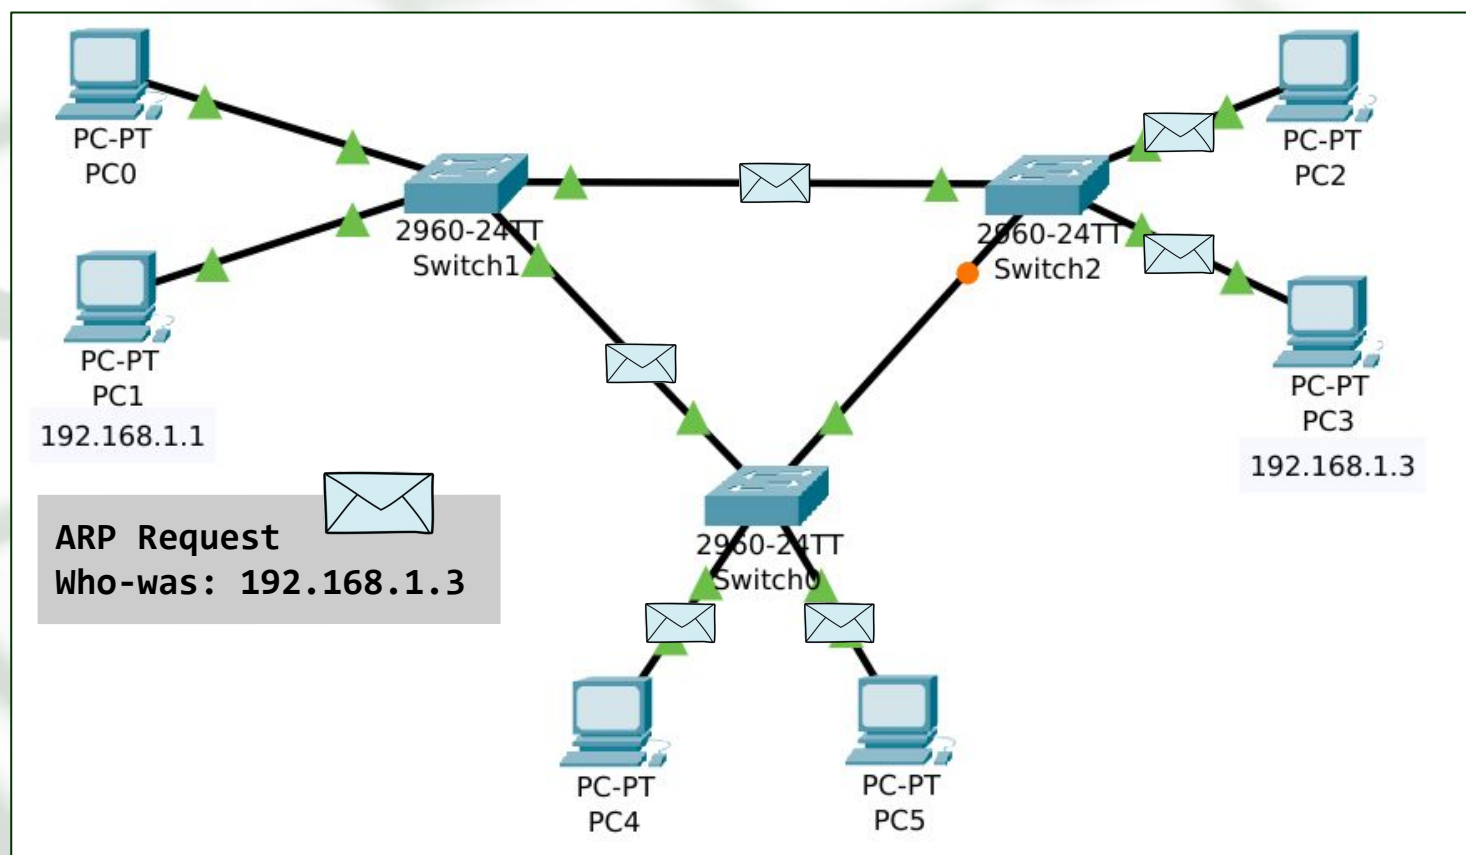 PC-PT
PC0
PC-PT
PC2
2960-24TT
Switch1
2960-24TT
Switch2
PC-PT
PC1
192.168.1.1
PC-PT
PC3
192.168.1.3
ARP Request
Who-was: 192.168.1.3
2960-24TT
Switch0
PC-PT
PC4
PC-PT
PC5